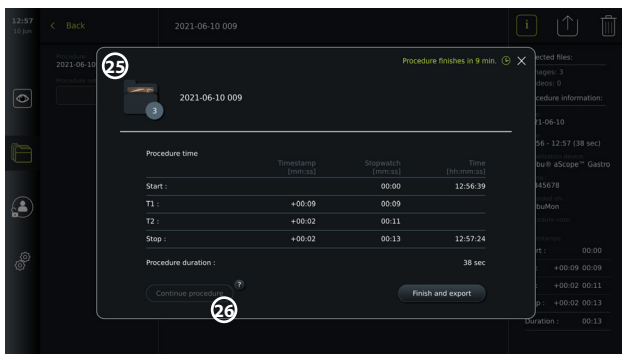 12:57
10 Jun
Back
2021-06-10 009
i
Procedure
2021-06-10
25
Procedure finishes in 9 min.
3
2021-06-10 009
Procedure time
Timestamp
[mm:ss]
Stopwatch
[mm:ss]
Time
[hh:mm:ss]
Start : 00:00 12:56:39
T1 : +00:09 00:09
T2 : +00:02 00:11
Stop : +00:02 00:13 12:57:24
Procedure duration : 38 sec
Continue procedure
?
Finish and export
26
ected files:
mages: 3
deos: 0
cedure information:
21-06-10
56 - 12:57 (38 sec)
bu® aScope™ Gastro
345678
buMon
rt : 00:00
: +00:09 00:09
: +00:02 00:11
p : +00:02 00:13
Duration : 00:13